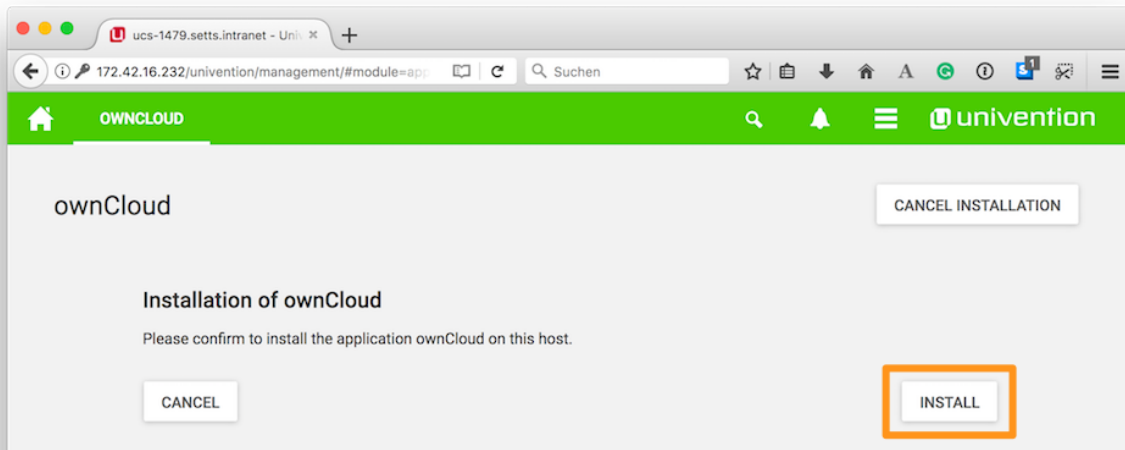 ucs-1479.setts.intranet - Univ
172.42.16.232/univention/management/#module=app
Suchen
1
OWNCLOUD
univention
ownCloud
CANCEL INSTALLATION
Installation of ownCloud
Please confirm to install the application ownCloud on this host.
CANCEL
INSTALL